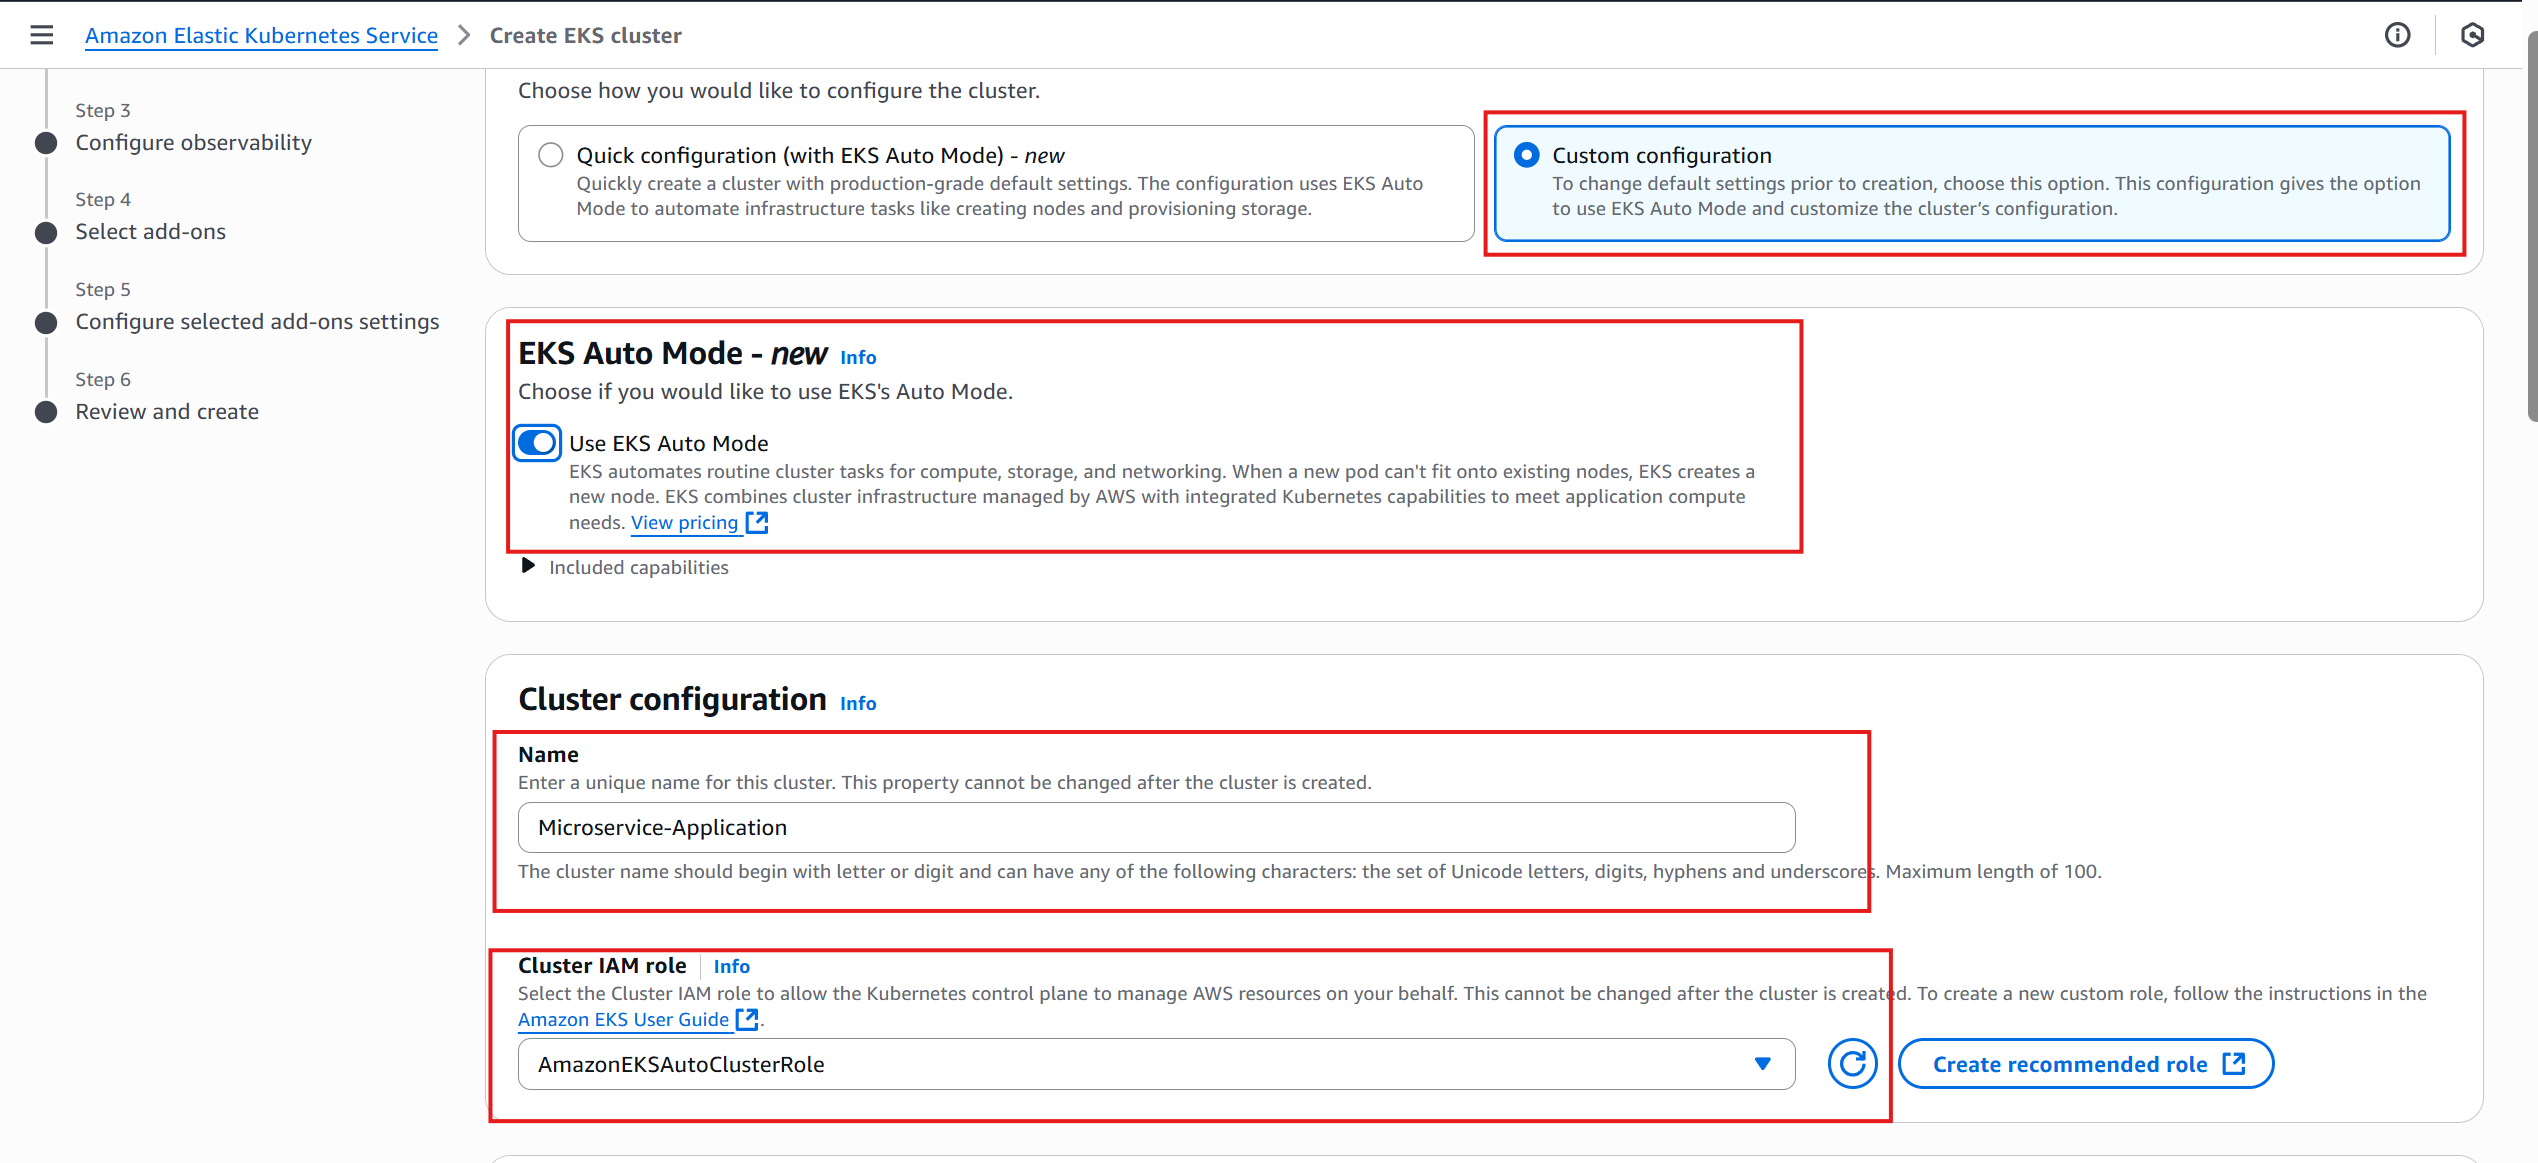 Amazon Elastic Kubernetes Service > Create EKS cluster
Step 3
Configure observability
Step 4
Select add-ons
Step 5
Configure selected add-ons settings
Step 6
Review and create
Choose how you would like to configure the cluster.
Quick configuration (with EKS Auto Mode) - new
Quickly create a cluster with production-grade default settings. The configuration uses EKS Auto
Mode to automate infrastructure tasks like creating nodes and provisioning storage.
Custom configuration
To change default settings prior to creation, choose this option. This configuration gives the option
to use EKS Auto Mode and customize the cluster’s configuration.
EKS Auto Mode - new Info
Choose if you would like to use EKS's Auto Mode.
Use EKS Auto Mode
EKS automates routine cluster tasks for compute, storage, and networking. When a new pod can't fit onto existing nodes, EKS creates a
new node. EKS combines cluster infrastructure managed by AWS with integrated Kubernetes capabilities to meet application compute
needs. View pricing
Included capabilities
Cluster configuration Info
Name
Enter a unique name for this cluster. This property cannot be changed after the cluster is created.
Microservice-Application
The cluster name should begin with letter or digit and can have any of the following characters: the set of Unicode letters, digits, hyphens and underscores. Maximum length of 100.
Cluster IAM role Info
Select the Cluster IAM role to allow the Kubernetes control plane to manage AWS resources on your behalf. This cannot be changed after the cluster is created. To create a new custom role, follow the instructions in the
Amazon EKS User Guide.
AmazonEKSAutoClusterRole
Create recommended role